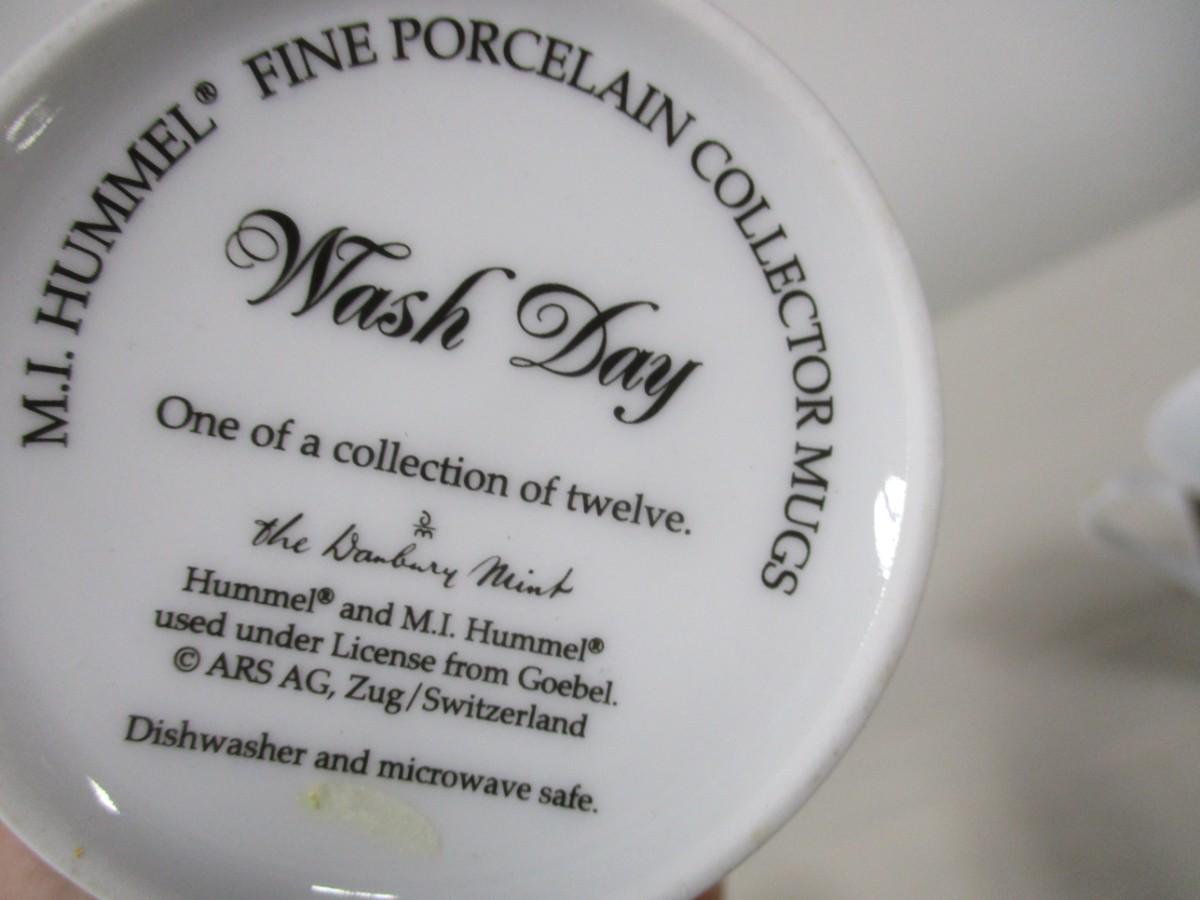 M.I. HUMMEL® FINE PORCELAIN COLLECTOR MUGS
Wash Day
One of a collection of twelve.
the Danbury Mint
Hummel® and M.I. Hummel®
used under License from Goebel.
© ARS AG, Zug/Switzerland
Dishwasher and microwave safe.